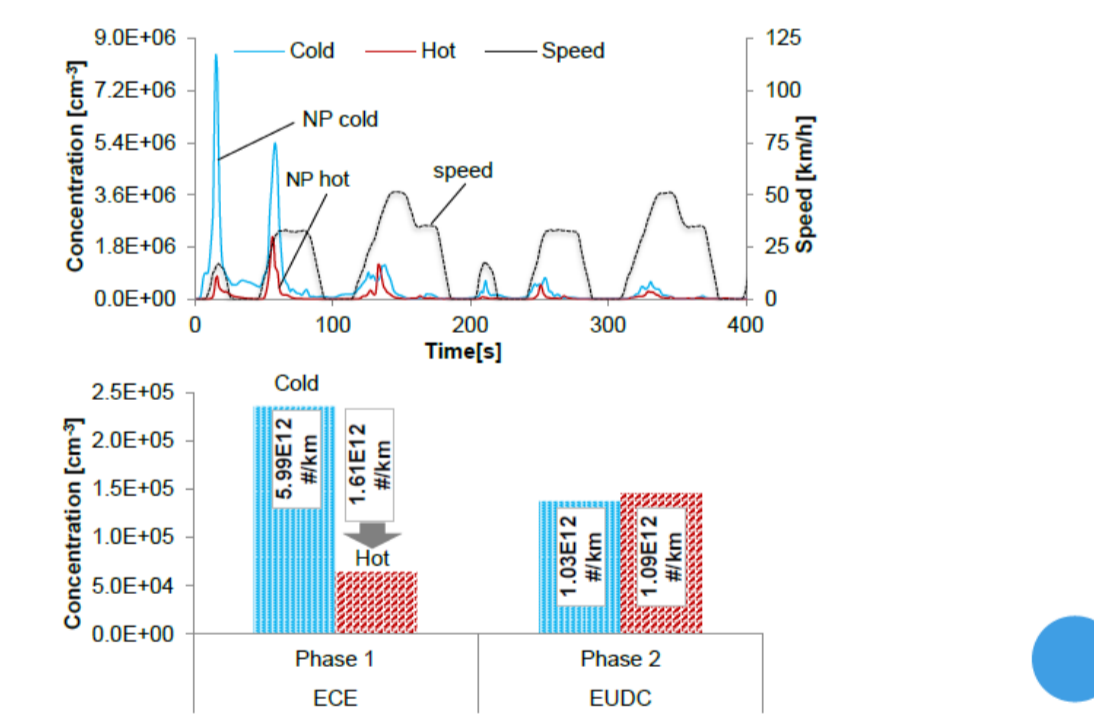 Cold Hot Speed
9.0E+06
7.2E+06
5.4E+06
3.6E+06
1.8E+06
0.0E+00
Concentration [cm-3]
NP cold
NP hot
speed
125
100
75
50
25
0
Speed [km/h]
0 100 200 300 400
Time[s]
2.5E+05
2.0E+05
1.5E+05
1.0E+05
5.0E+04
0.0E+00
Concentration [cm-3]
Cold
5.99E12
#/km
1.61E12
#/km
Hot
1.03E12
#/km
1.09E12
#/km
Phase 1 Phase 2
ECE EUDC